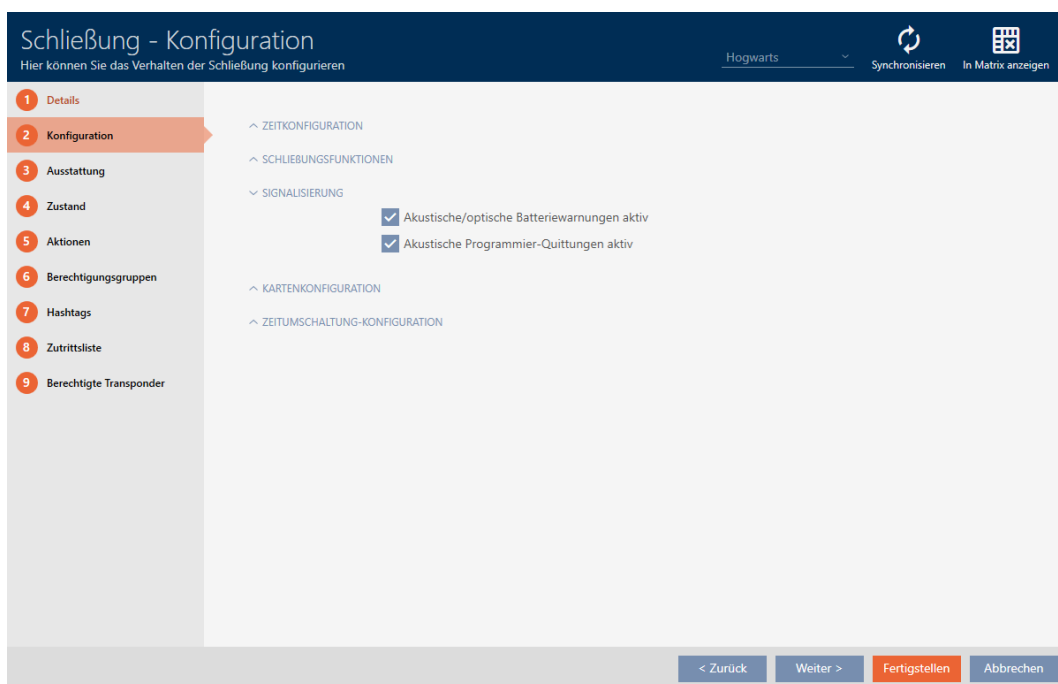 Schließung - Konfiguration
Hier können Sie das Verhalten der Schließung konfigurieren
Hogwarts
Synchronisieren
In Matrix anzeigen
1 Details
2 Konfiguration
3 Ausstattung
4 Zustand
5 Aktionen
6 Berechtigungsgruppen
7 Hashtags
8 Zutrittsliste
9 Berechtigte Transponder
ZEITKONFIGURATION
SCHLIEßUNGSFUNKTIONEN
SIGNALISIERUNG
Akustische/optische Batteriewarnungen aktiv
Akustische Programmier-Quittungen aktiv
KARTENKONFIGURATION
ZEITUMSCHALTUNG-KONFIGURATION
< Zurück
Weiter >
Fertigstellen
Abbrechen